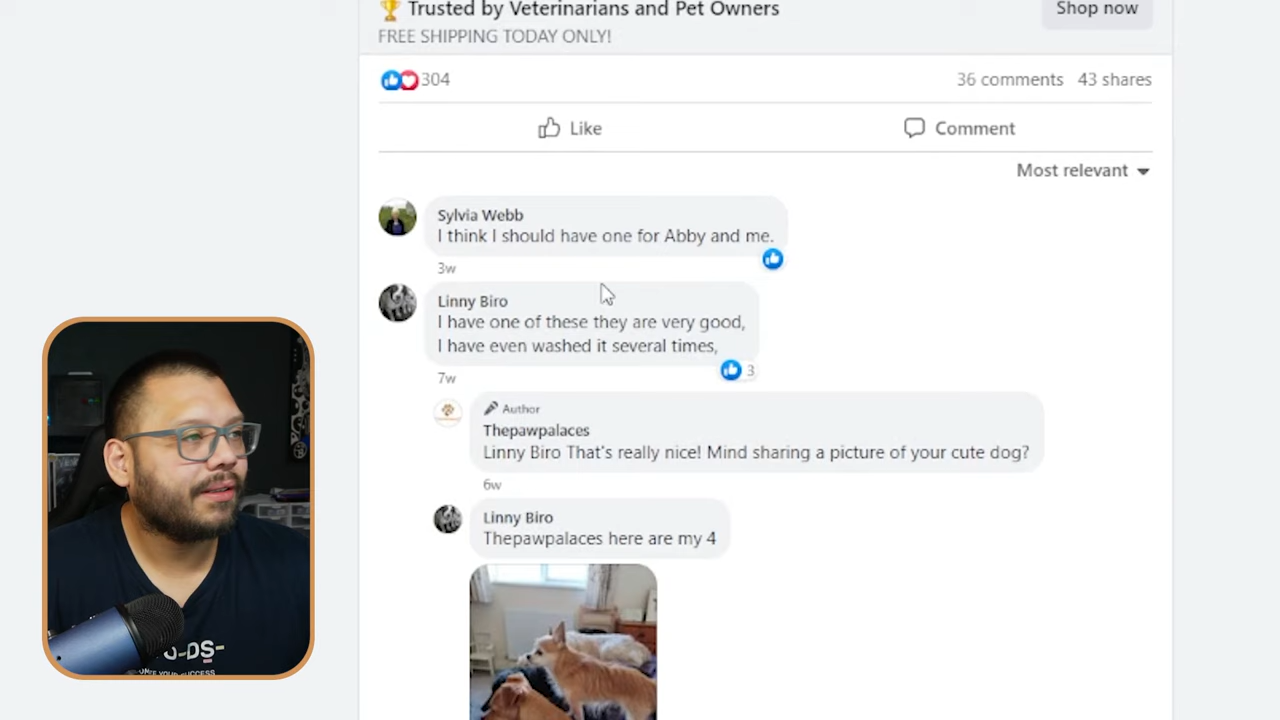 🏆 Trusted by Veterinarians and Pet Owners
Shop now
FREE SHIPPING TODAY ONLY!
304
36 comments 43 shares
Like
Comment
Most relevant
Sylvia Webb
I think I should have one for Abby and me.
3w
Linny Biro
I have one of these they are very good,
I have even washed it several times,
3
7w
Author
Thepawpalaces
Linny Biro That's really nice! Mind sharing a picture of your cute dog?
6w
Linny Biro
Thepawpalaces here are my 4
-DS-
YOUR SUCCESS